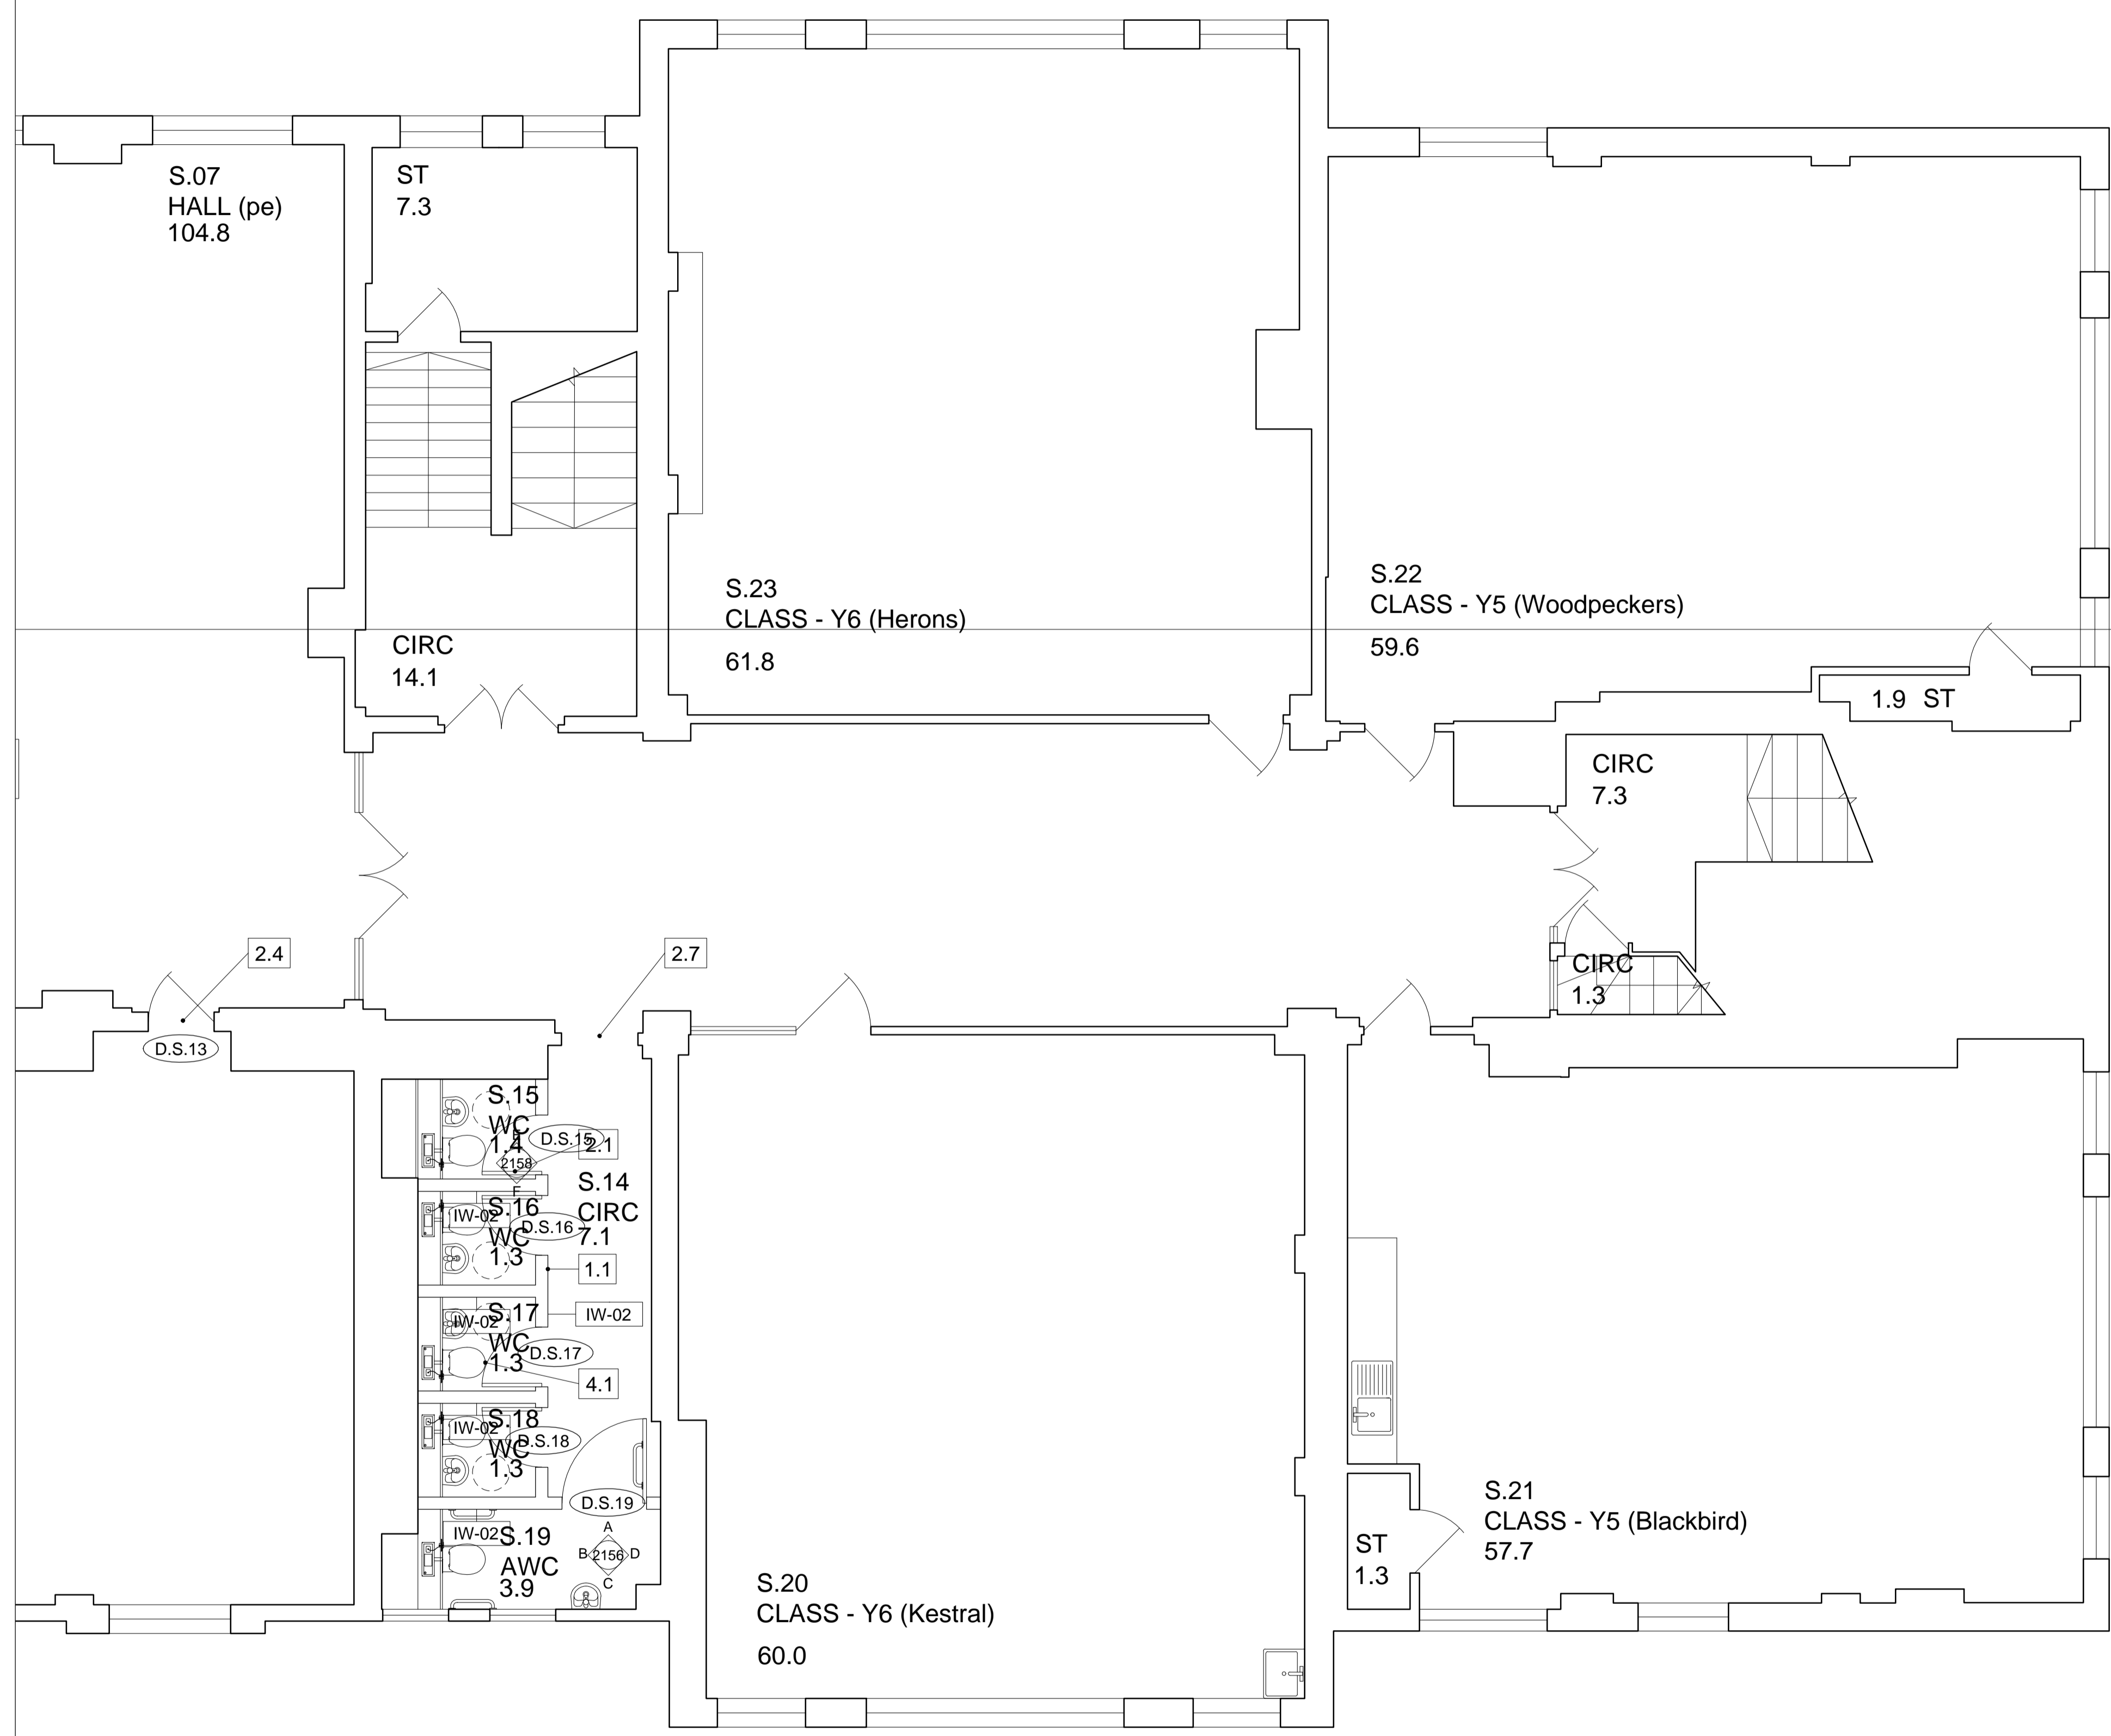 S.07
HALL (pe)
104.8
ST
7.3
CIRC
14.1
S.23
CLASS - Y6 (Herons)
61.8
S.22
CLASS - Y5 (Woodpeckers)
59.6
1.9 ST
CIRC
7.3
CIRC
1.3
2.4
2.7
D.S.13
S.15
WC
1.4
D.S.15
2.1
E
2158
F
S.14
CIRC
7.1
S.16
WC
1.3
IW-02
D.S.16
1.1
IW-02
S.17
WC
1.3
IW-02
D.S.17
4.1
S.18
WC
1.3
IW-02
D.S.18
D.S.19
S.19
AWC
3.9
IW-02
A
B 2156 D
C
S.20
CLASS - Y6 (Kestral)
60.0
ST
1.3
S.21
CLASS - Y5 (Blackbird)
57.7